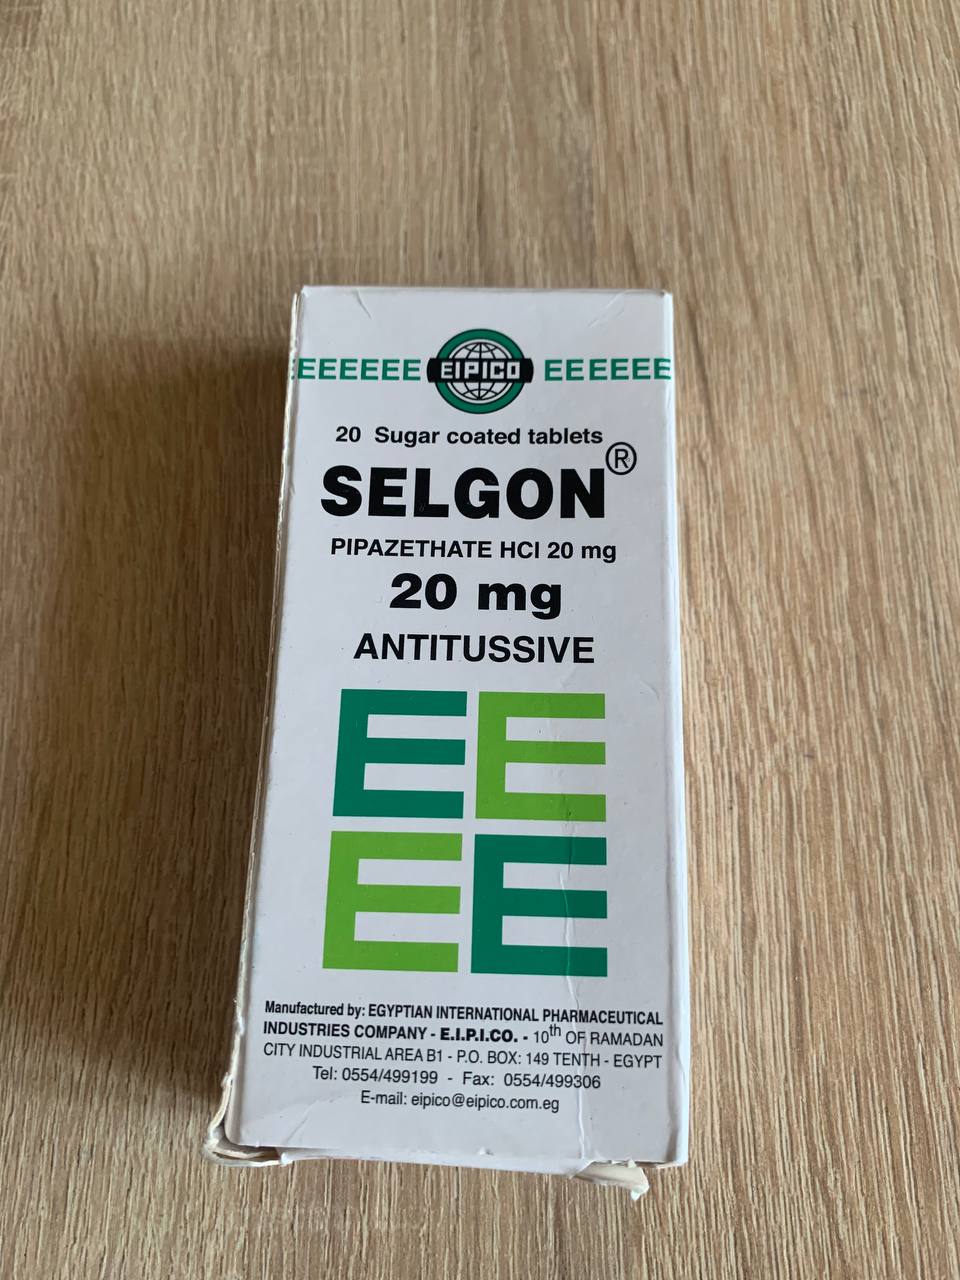 EEEEEE EIPICO EEEEEE
20 Sugar coated tablets
SELGON®
PIPAZETHATE HCl 20 mg
20 mg
ANTITUSSIVE
EE
EE
Manufactured by: EGYPTIAN INTERNATIONAL PHARMACEUTICAL
INDUSTRIES COMPANY - E.I.P.I.CO. - 10th OF RAMADAN
CITY INDUSTRIAL AREA B1 - P.O. BOX: 149 TENTH - EGYPT
Tel: 0554/499199 - Fax: 0554/499306
E-mail: eipico@eipico.com.eg